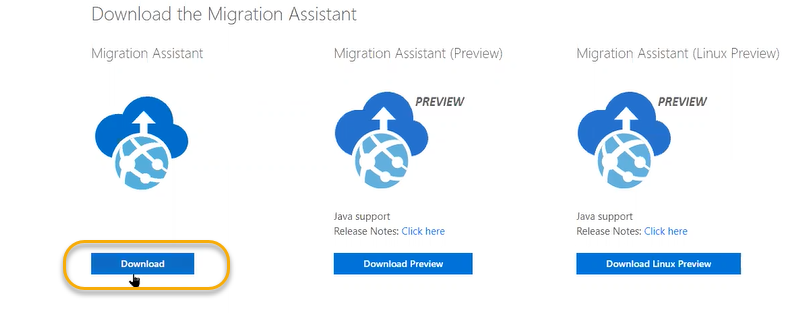 Download the Migration Assistant
Migration Assistant
Migration Assistant (Preview)
Migration Assistant (Linux Preview)
PREVIEW
PREVIEW
Java support
Release Notes: Click here
Java support
Release Notes: Click here
Download
Download Preview
Download Linux Preview